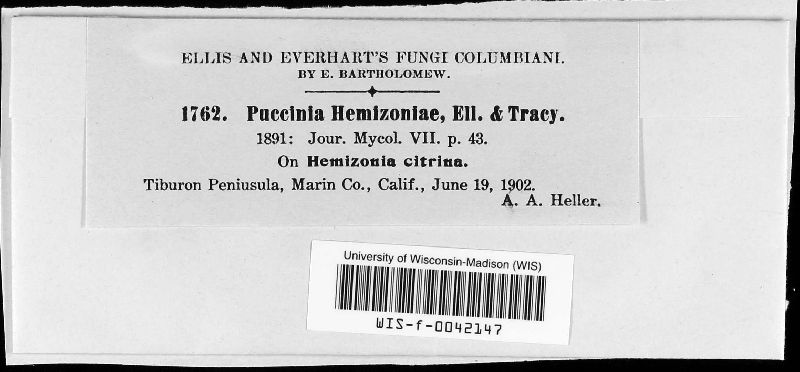 ELLIS AND EVERHART'S FUNGI COLUMBIANI.
BY E. BARTHOLOMEW.
1762. Puccinia Hemizoniae, Ell. & Tracy.
1891: Jour. Mycol. VII. p. 43.
On Hemizonia citrina.
Tiburon Peniusula, Marin Co., Calif., June 19, 1902.
A. A. Heller.
University of Wisconsin-Madison (WIS)
WIS-f-0042147